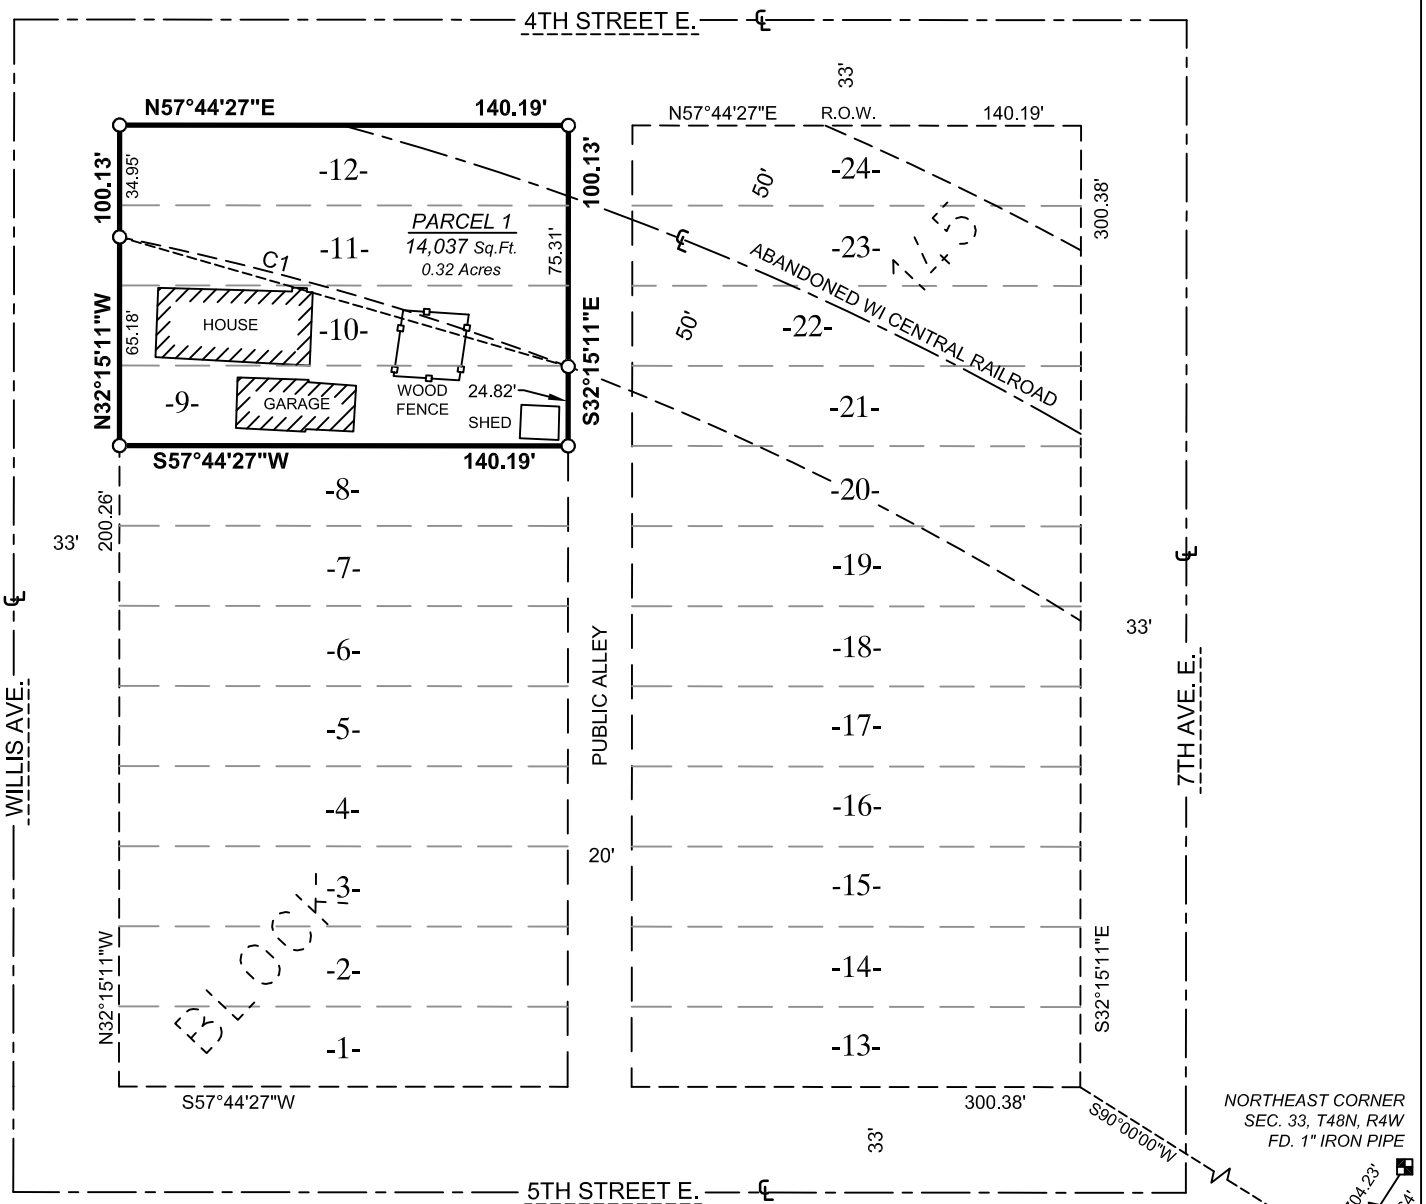 4TH STREET E.
33'
N57°44'27"E 140.19'
N57°44'27"E R.O.W. 140.19'
100.13'
34.95'
-12-
100.13'
50'
-24-
300.38'
PARCEL 1
14,037 Sq.Ft.
0.32 Acres
-11-
75.31'
-23-
145
C1
ABANDONED WI CENTRAL RAILROAD
N32°15'11"W
65.18'
HOUSE
-10-
50'
-22-
S32°15'11"E
-9-
GARAGE
WOOD
FENCE
24.82'
SHED
-21-
S57°44'27"W 140.19'
-8-
-20-
200.26'
33'
-7-
-19-
33'
-6-
-18-
PUBLIC ALLEY
WILLIS AVE.
7TH AVE. E.
-5-
-17-
-4-
-16-
20'
-3-
-15-
BLOCK
-2-
-14-
N32°15'11"W
S32°15'11"E
-1-
-13-
S57°44'27"W 300.38'
33'
S90°00'00"W
NORTHEAST CORNER
SEC. 33, T48N, R4W
FD. 1" IRON PIPE
5TH STREET E.